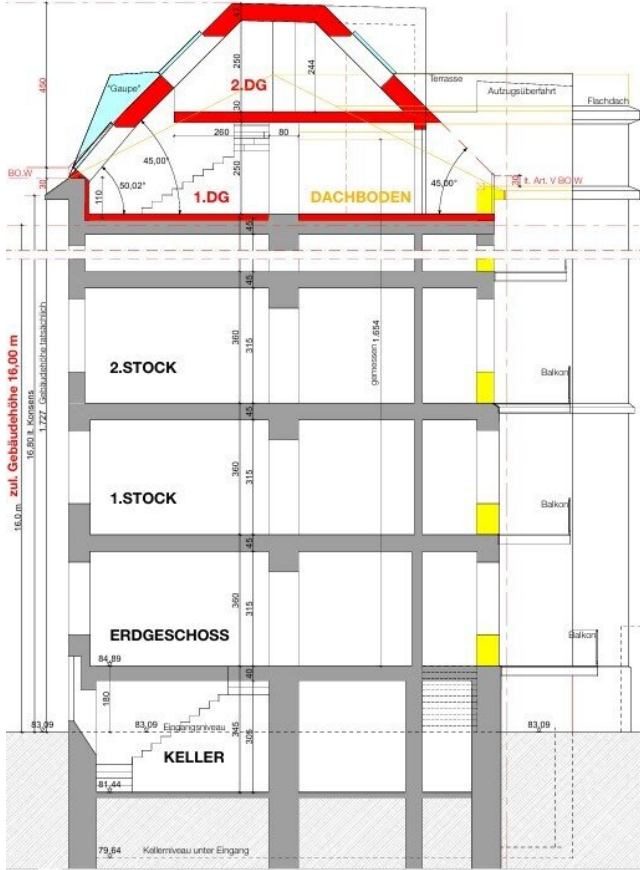 47
450
"Gaupe"
250
244
Terrasse
Aufzugsüberfahrt
2.DG
Flachdach
30
260
80
45,00°
250
BO.W
30
50,02°
110
1.DG
DACHBODEN
45,00°
30
lt. Art. V BO W
45
45
zul. Gebäudehöhe 16,00 m
16,0 m
16,80 lt. Konsens
1.727 Gebäudehöhe tatsächlich
gemessen 1.654
360
315
2.STOCK
Balkon
45
360
315
1.STOCK
Balkon
45
360
315
ERDGESCHOSS
Balkon
84,89
40
180
83,09
83,09
Eingangsniveau
83,09
345
305
KELLER
81,44
79,64
Kellerniveau unter Eingang